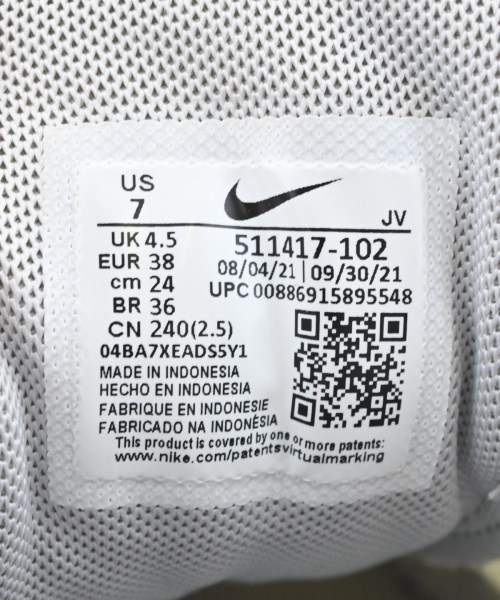 US
7
JV
UK 4.5
EUR 38
cm 24
BR 36
CN 240(2.5)
511417-102
08/04/21 | 09/30/21
UPC 00886915895548
04BA7XEADS5Y1
MADE IN INDONESIA
HECHO EN INDONESIA
FABRIQUE EN INDONESIE
FABRICADO NA INDONÉSIA
This product is covered by one or more patents:
www.nike.com/patentsvirtualmarking